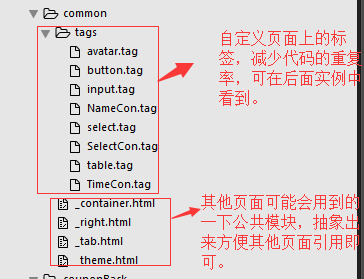 common
tags
avatar.tag
button.tag
input.tag
NameCon.tag
select.tag
SelectCon.tag
table.tag
TimeCon.tag
_container.html
_right.html
_tab.html
_theme.html
couponPack
自定义页面上的标
签，减少代码的重复
率，可在后面实例中
看到。
其他页面可能会用到的
一下公共模块，抽象出
来方便其他页面引用即
可。